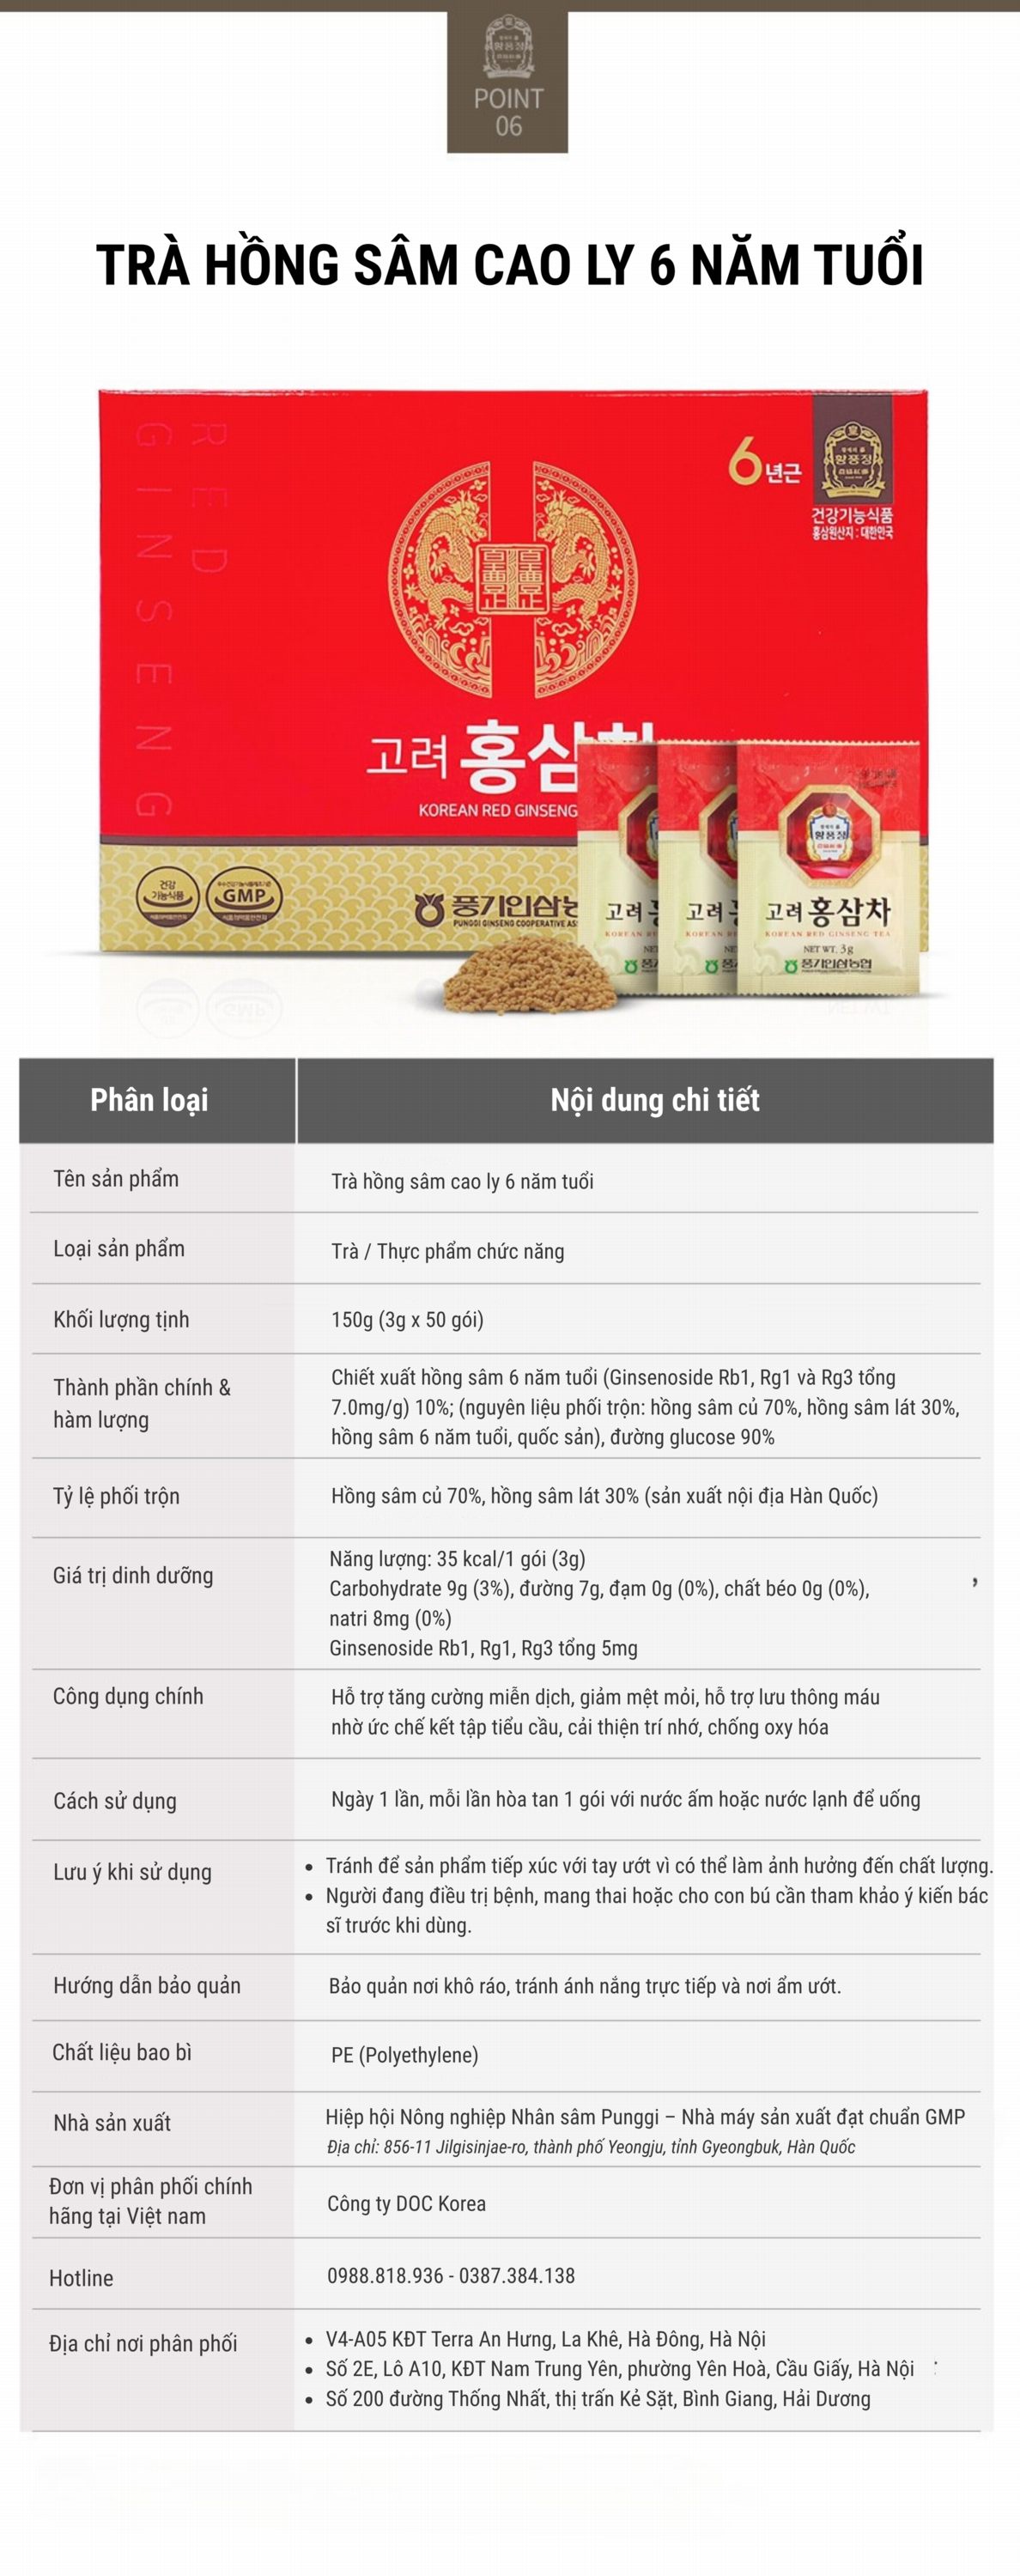 POINT
06
TRÀ HỒNG SÂM CAO LY 6 NĂM TUỔI
RED
GINSENG
6년근
황풍정
건강기능식품
홍삼원산지 : 대한민국
고려 홍삼차
KOREAN RED GINSENG
건강
기능식품
GMP
풍기인삼농
PUNGGI GINSENG COOPERATIVE AS
황풍정
고려 홍삼차
KOREAN RED GINSENG TEA
NET WT. 3g
풍기인삼농협
Phân loại
Nội dung chi tiết
Tên sản phẩm
Trà hồng sâm cao ly 6 năm tuổi
Loại sản phẩm
Trà / Thực phẩm chức năng
Khối lượng tịnh
150g (3g x 50 gói)
Thành phần chính &
hàm lượng
Chiết xuất hồng sâm 6 năm tuổi (Ginsenoside Rb1, Rg1 và Rg3 tổng
7.0mg/g) 10%; (nguyên liệu phối trộn: hồng sâm củ 70%, hồng sâm lát 30%,
hồng sâm 6 năm tuổi, quốc sản), đường glucose 90%
Tỷ lệ phối trộn
Hồng sâm củ 70%, hồng sâm lát 30% (sản xuất nội địa Hàn Quốc)
Giá trị dinh dưỡng
Năng lượng: 35 kcal/1 gói (3g)
Carbohydrate 9g (3%), đường 7g, đạm 0g (0%), chất béo 0g (0%),
natri 8mg (0%)
Ginsenoside Rb1, Rg1, Rg3 tổng 5mg
Công dụng chính
Hỗ trợ tăng cường miễn dịch, giảm mệt mỏi, hỗ trợ lưu thông máu
nhờ ức chế kết tập tiểu cầu, cải thiện trí nhớ, chống oxy hóa
Cách sử dụng
Ngày 1 lần, mỗi lần hòa tan 1 gói với nước ấm hoặc nước lạnh để uống
Lưu ý khi sử dụng
• Tránh để sản phẩm tiếp xúc với tay ướt vì có thể làm ảnh hưởng đến chất lượng.
• Người đang điều trị bệnh, mang thai hoặc cho con bú cần tham khảo ý kiến bác
sĩ trước khi dùng.
Hướng dẫn bảo quản
Bảo quản nơi khô ráo, tránh ánh nắng trực tiếp và nơi ẩm ướt.
Chất liệu bao bì
PE (Polyethylene)
Nhà sản xuất
Hiệp hội Nông nghiệp Nhân sâm Punggi – Nhà máy sản xuất đạt chuẩn GMP
Địa chỉ: 856-11 Jilgisinjae-ro, thành phố Yeongju, tỉnh Gyeongbuk, Hàn Quốc
Đơn vị phân phối chính
hãng tại Việt nam
Công ty DOC Korea
Hotline
0988.818.936 - 0387.384.138
Địa chỉ nơi phân phối
• V4-A05 KĐT Terra An Hưng, La Khê, Hà Đông, Hà Nội
• Số 2E, Lô A10, KĐT Nam Trung Yên, phường Yên Hoà, Cầu Giấy, Hà Nội
• Số 200 đường Thống Nhất, thị trấn Kẻ Sặt, Bình Giang, Hải Dương